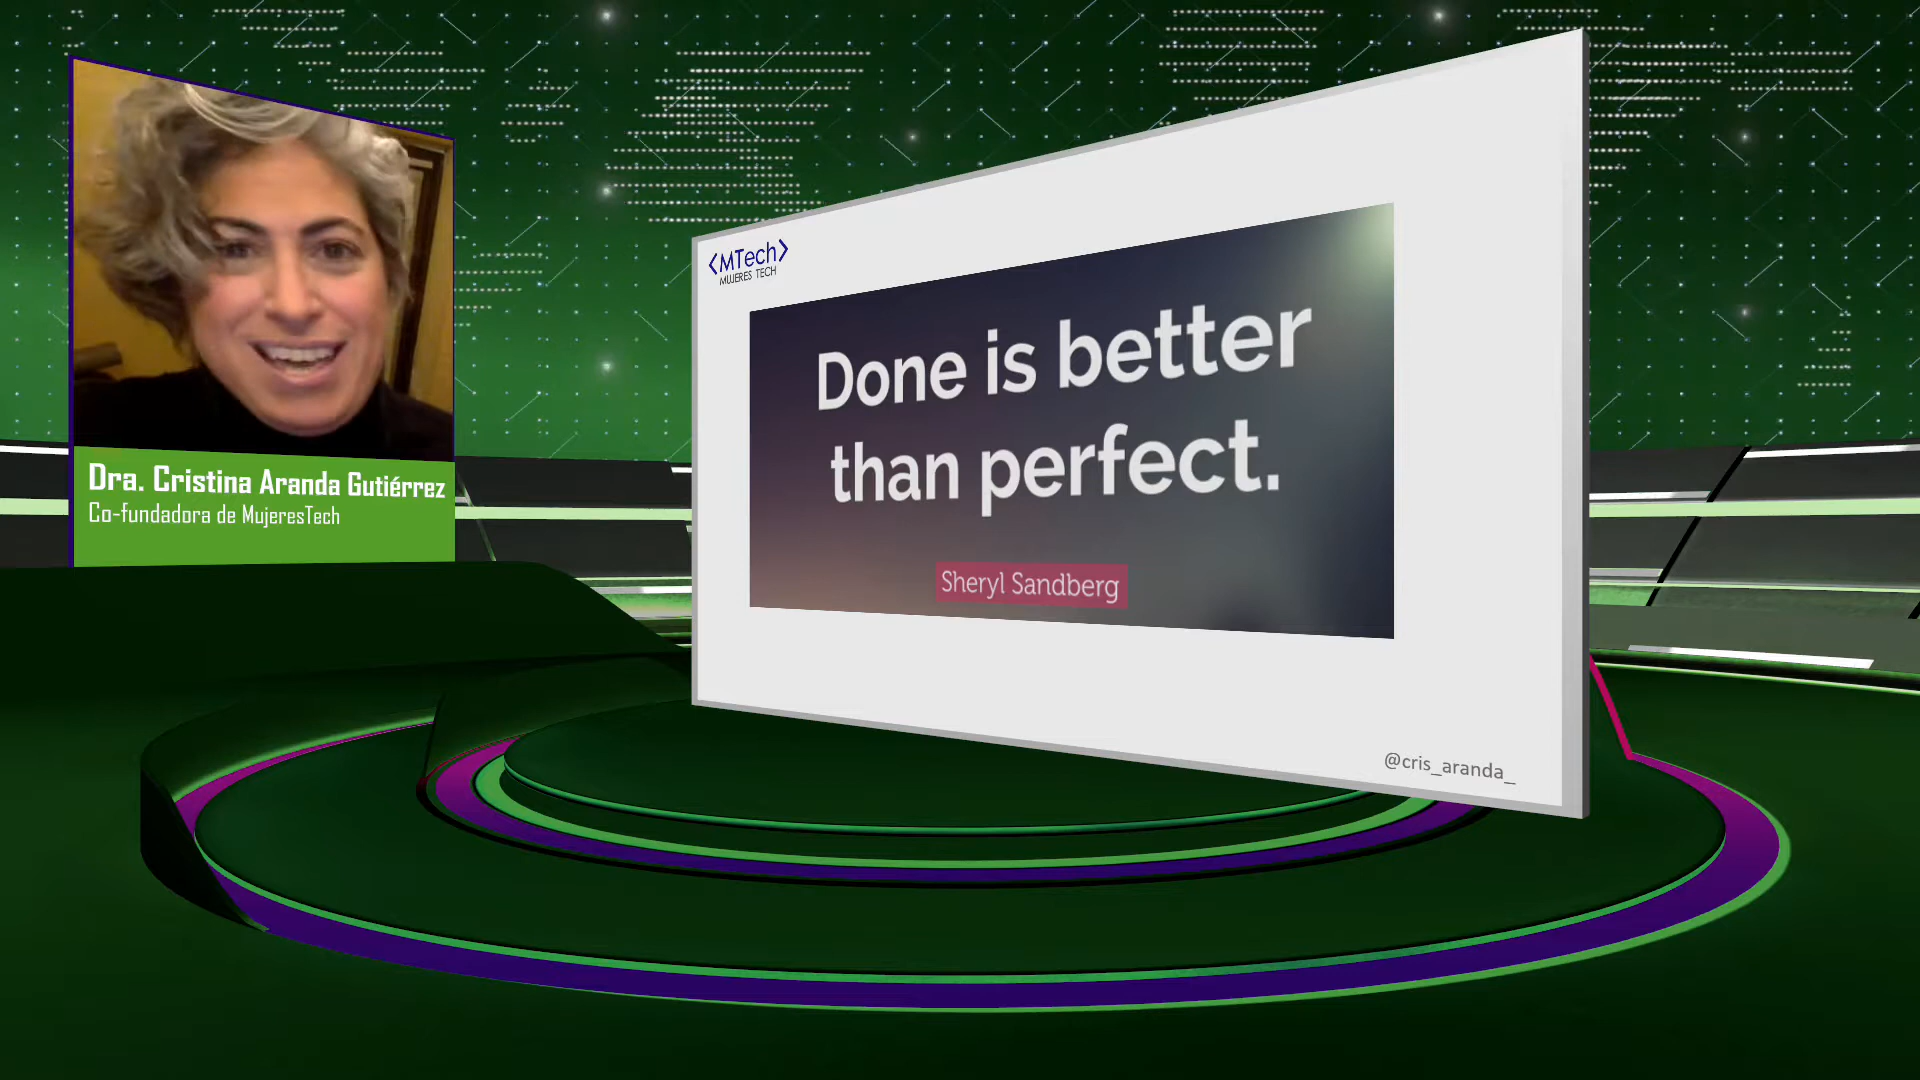 Dra. Cristina Aranda Gutiérrez
Co-fundadora de MujeresTech
<MTech>
MUJERES TECH
Done is better
than perfect.
Sheryl Sandberg
@cris_aranda_